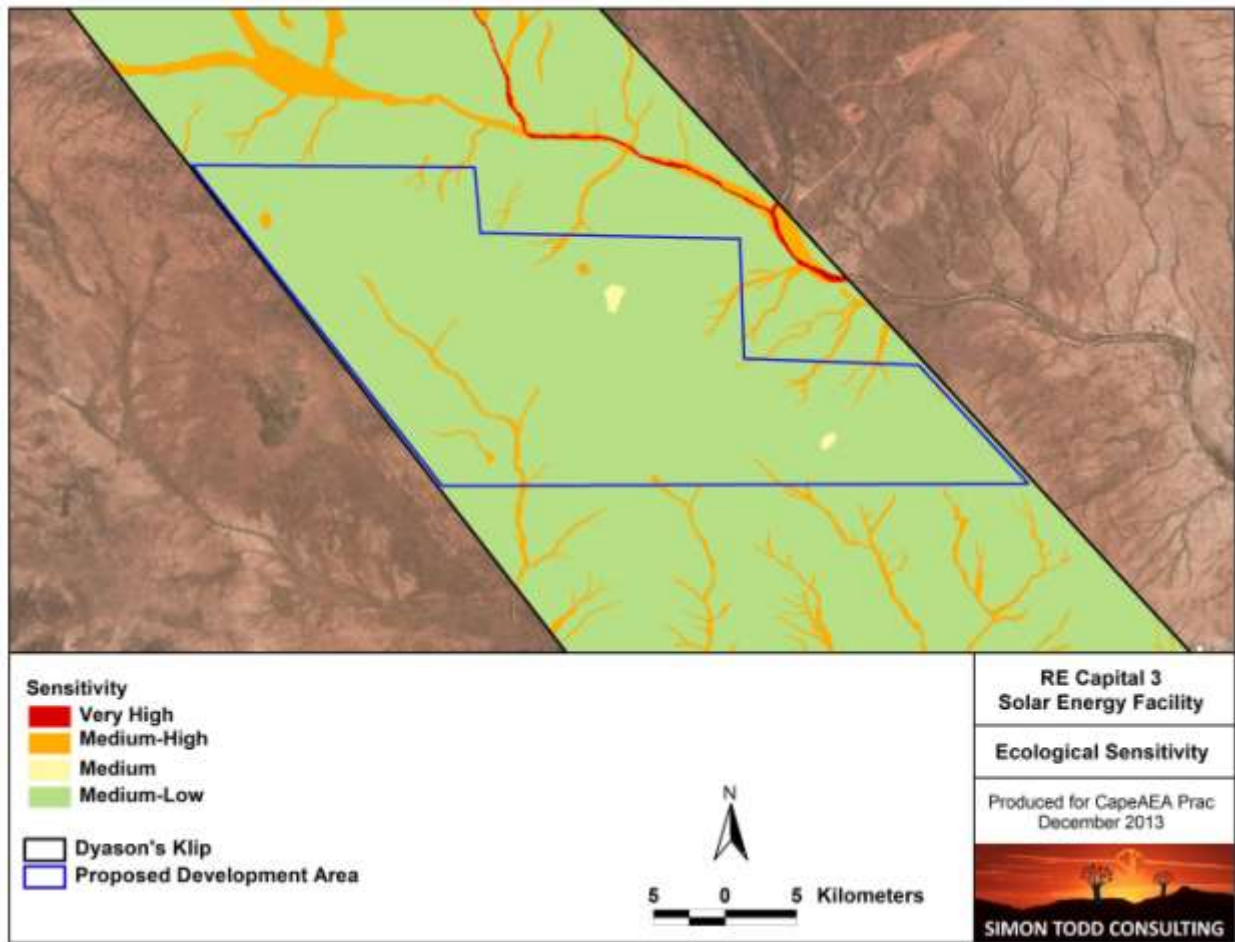 Sensitivity
Very High
Medium-High
Medium
Medium-Low
Dyason's Klip
Proposed Development Area
N
5 0 5 Kilometers
RE Capital 3
Solar Energy Facility
Ecological Sensitivity
Produced for CapeAEA Prac
December 2013
SIMON TODD CONSULTING